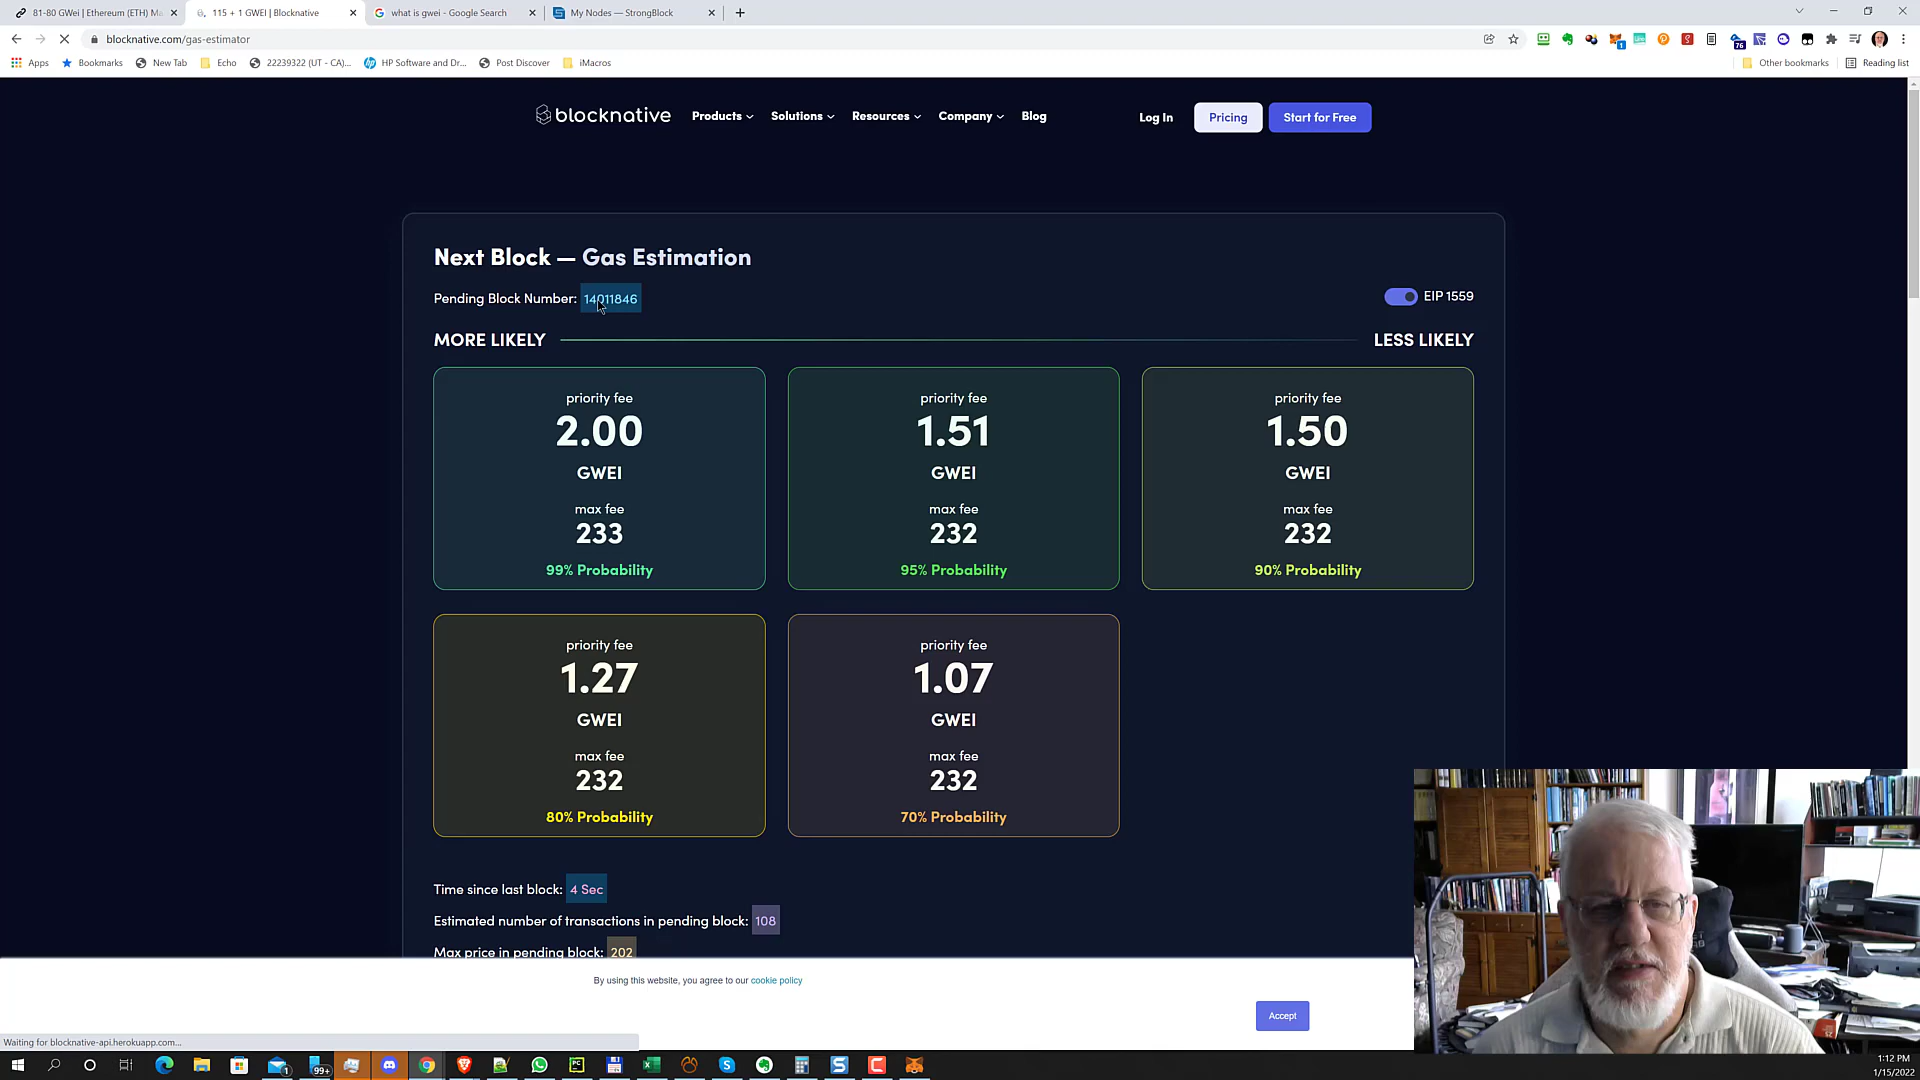 81-80 GWei | Ethereum (ETH) Ma
115 + 1 GWEI | Blocknative
what is gwei - Google Search
My Nodes — StrongBlock
blocknative.com/gas-estimator
Apps
Bookmarks
New Tab
Echo
22239322 (UT - CA)...
HP Software and Dr...
Post Discover
iMacros
Other bookmarks
Reading list
blocknative
Products
Solutions
Resources
Company
Blog
Log In
Pricing
Start for Free
Next Block — Gas Estimation
Pending Block Number: 14011846
EIP 1559
MORE LIKELY
LESS LIKELY
priority fee
2.00
GWEI
max fee
233
99% Probability
priority fee
1.51
GWEI
max fee
232
95% Probability
priority fee
1.50
GWEI
max fee
232
90% Probability
priority fee
1.27
GWEI
max fee
232
80% Probability
priority fee
1.07
GWEI
max fee
232
70% Probability
Time since last block: 4 Sec
Estimated number of transactions in pending block: 108
Max price in pending block: 202
By using this website, you agree to our cookie policy
Accept
Waiting for blocknative-api.herokuapp.com...
99+
1:12 PM
1/15/2022